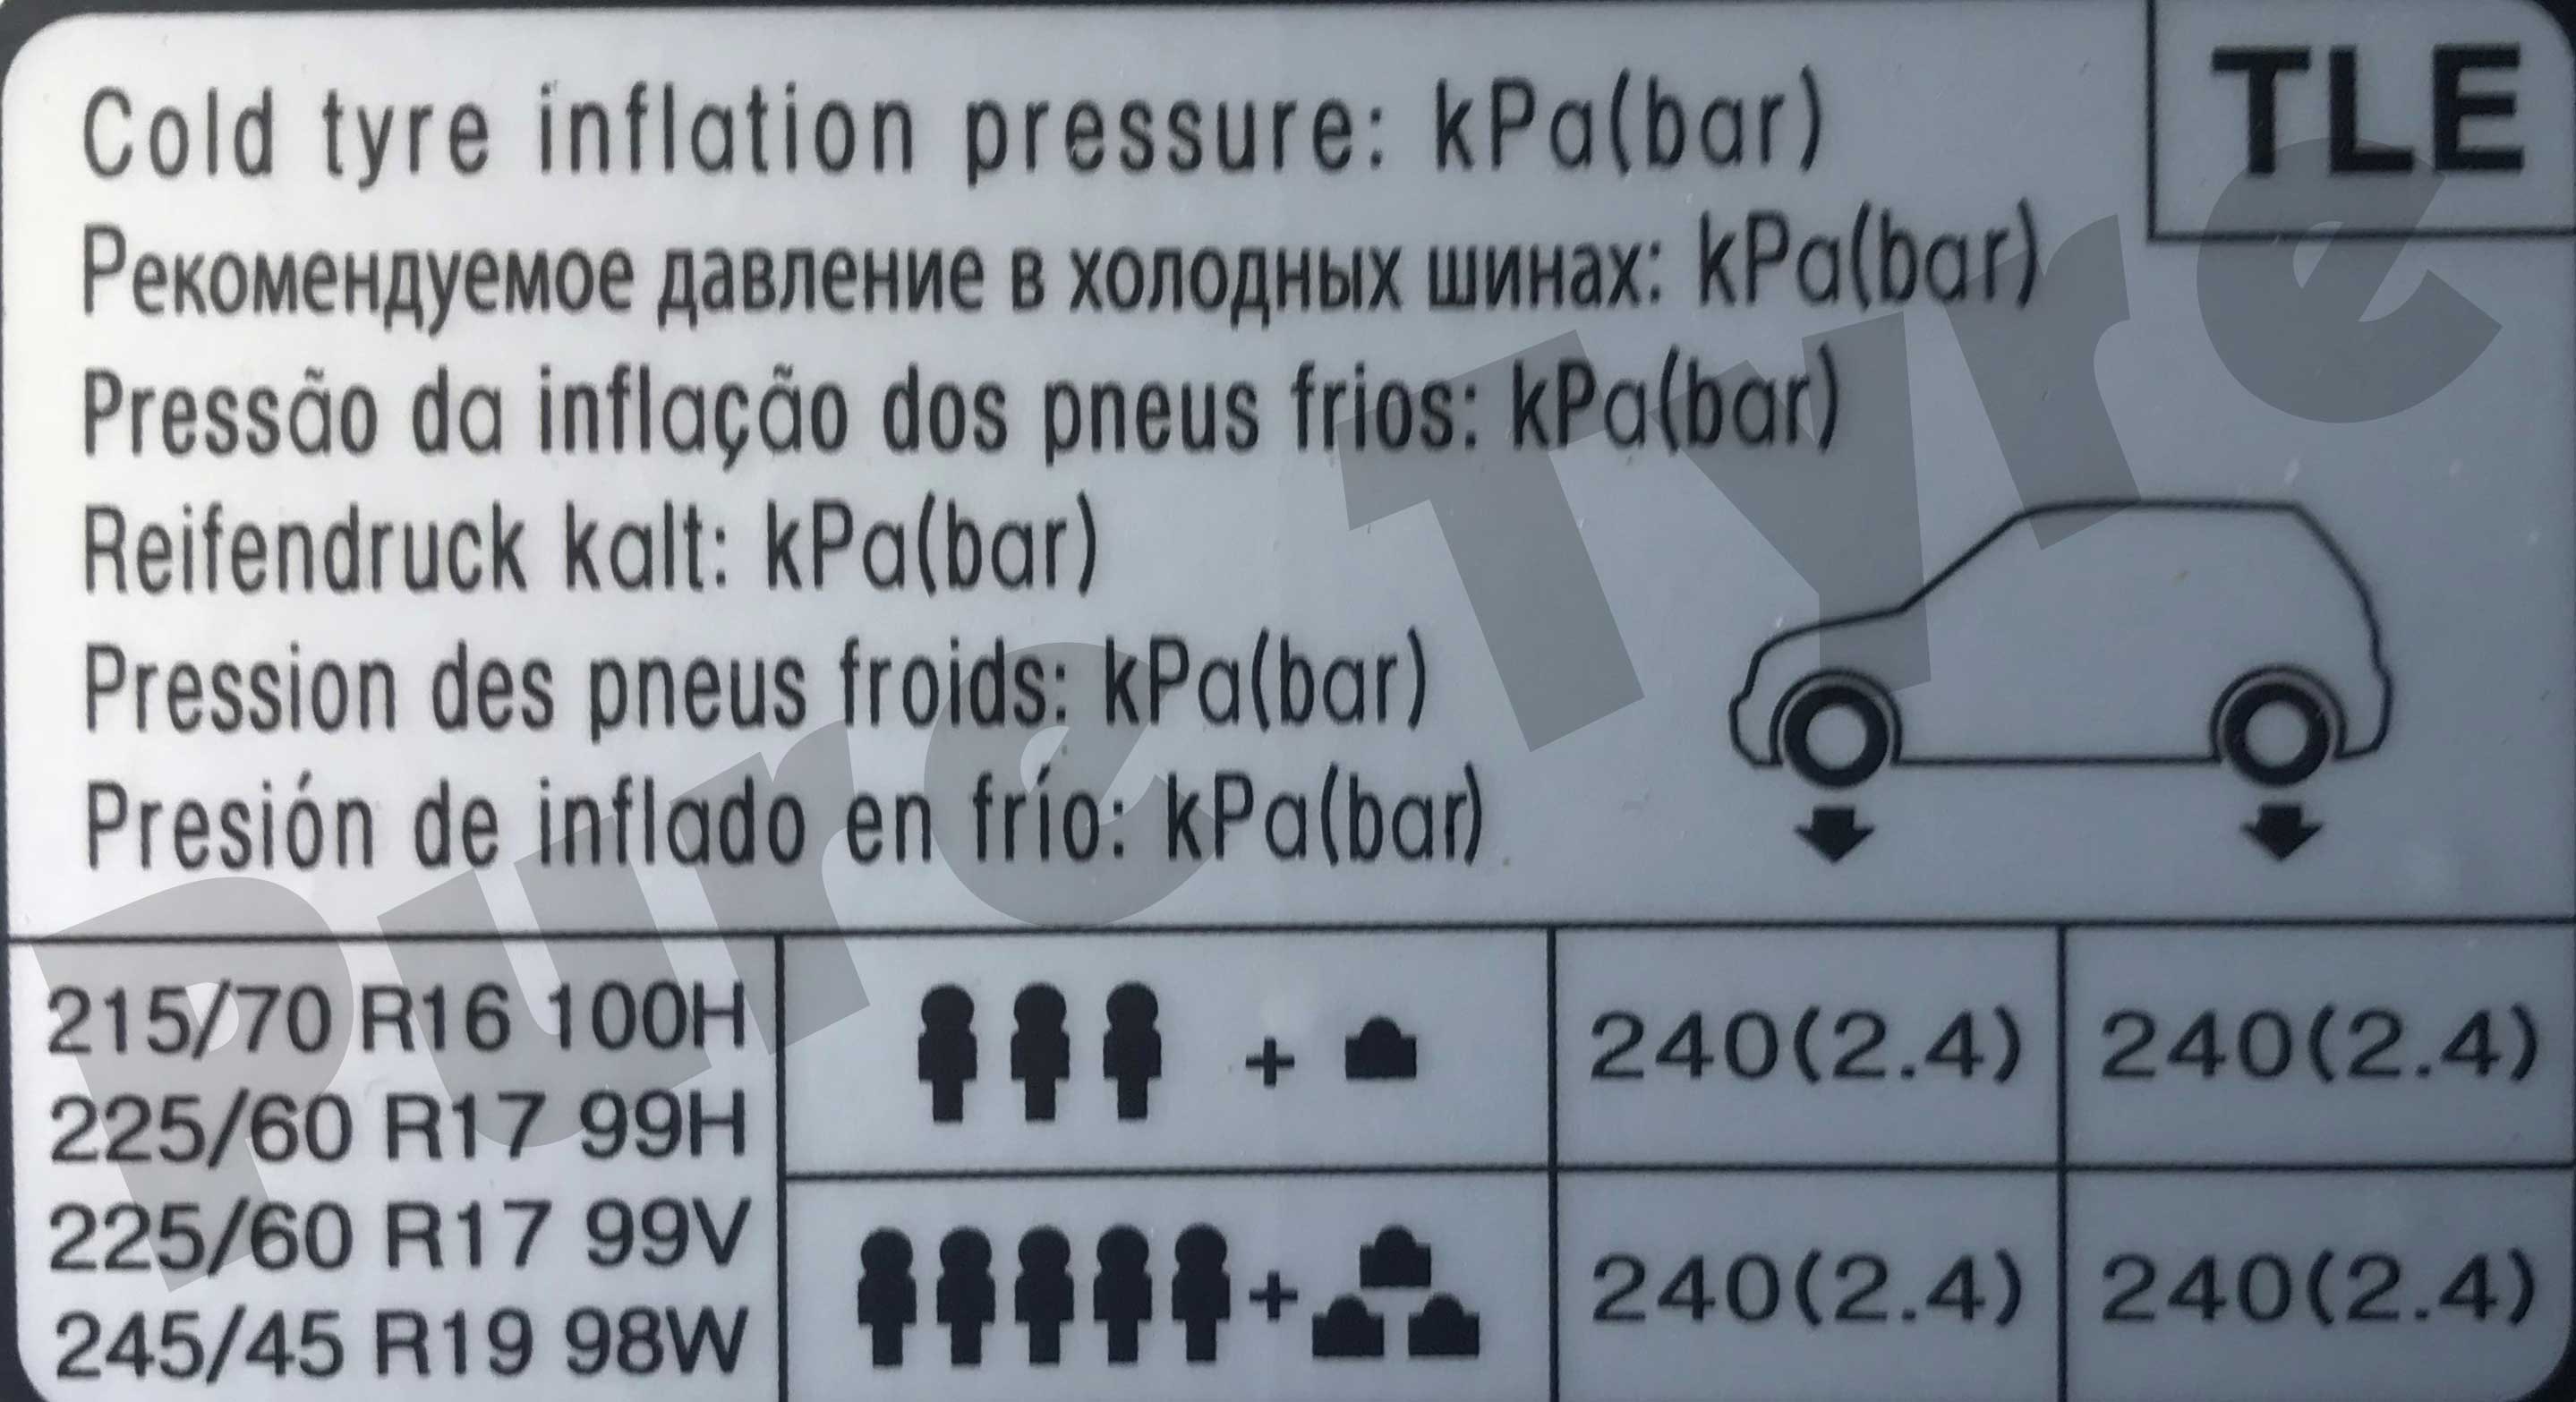 TLE
Cold tyre inflation pressure: kPa(bar)
Рекомендуемое давление в холодных шинах: kPa(bar)
Pressão da inflação dos pneus frios: kPa(bar)
Reifendruck kalt: kPa(bar)
Pression des pneus froids: kPa(bar)
Presión de inflado en frío: kPa(bar)
215/70 R16 100H
225/60 R17 99H
225/60 R17 99V
245/45 R19 98W
+ 240(2.4) 240(2.4)
+ 240(2.4) 240(2.4)
Pure Tyre